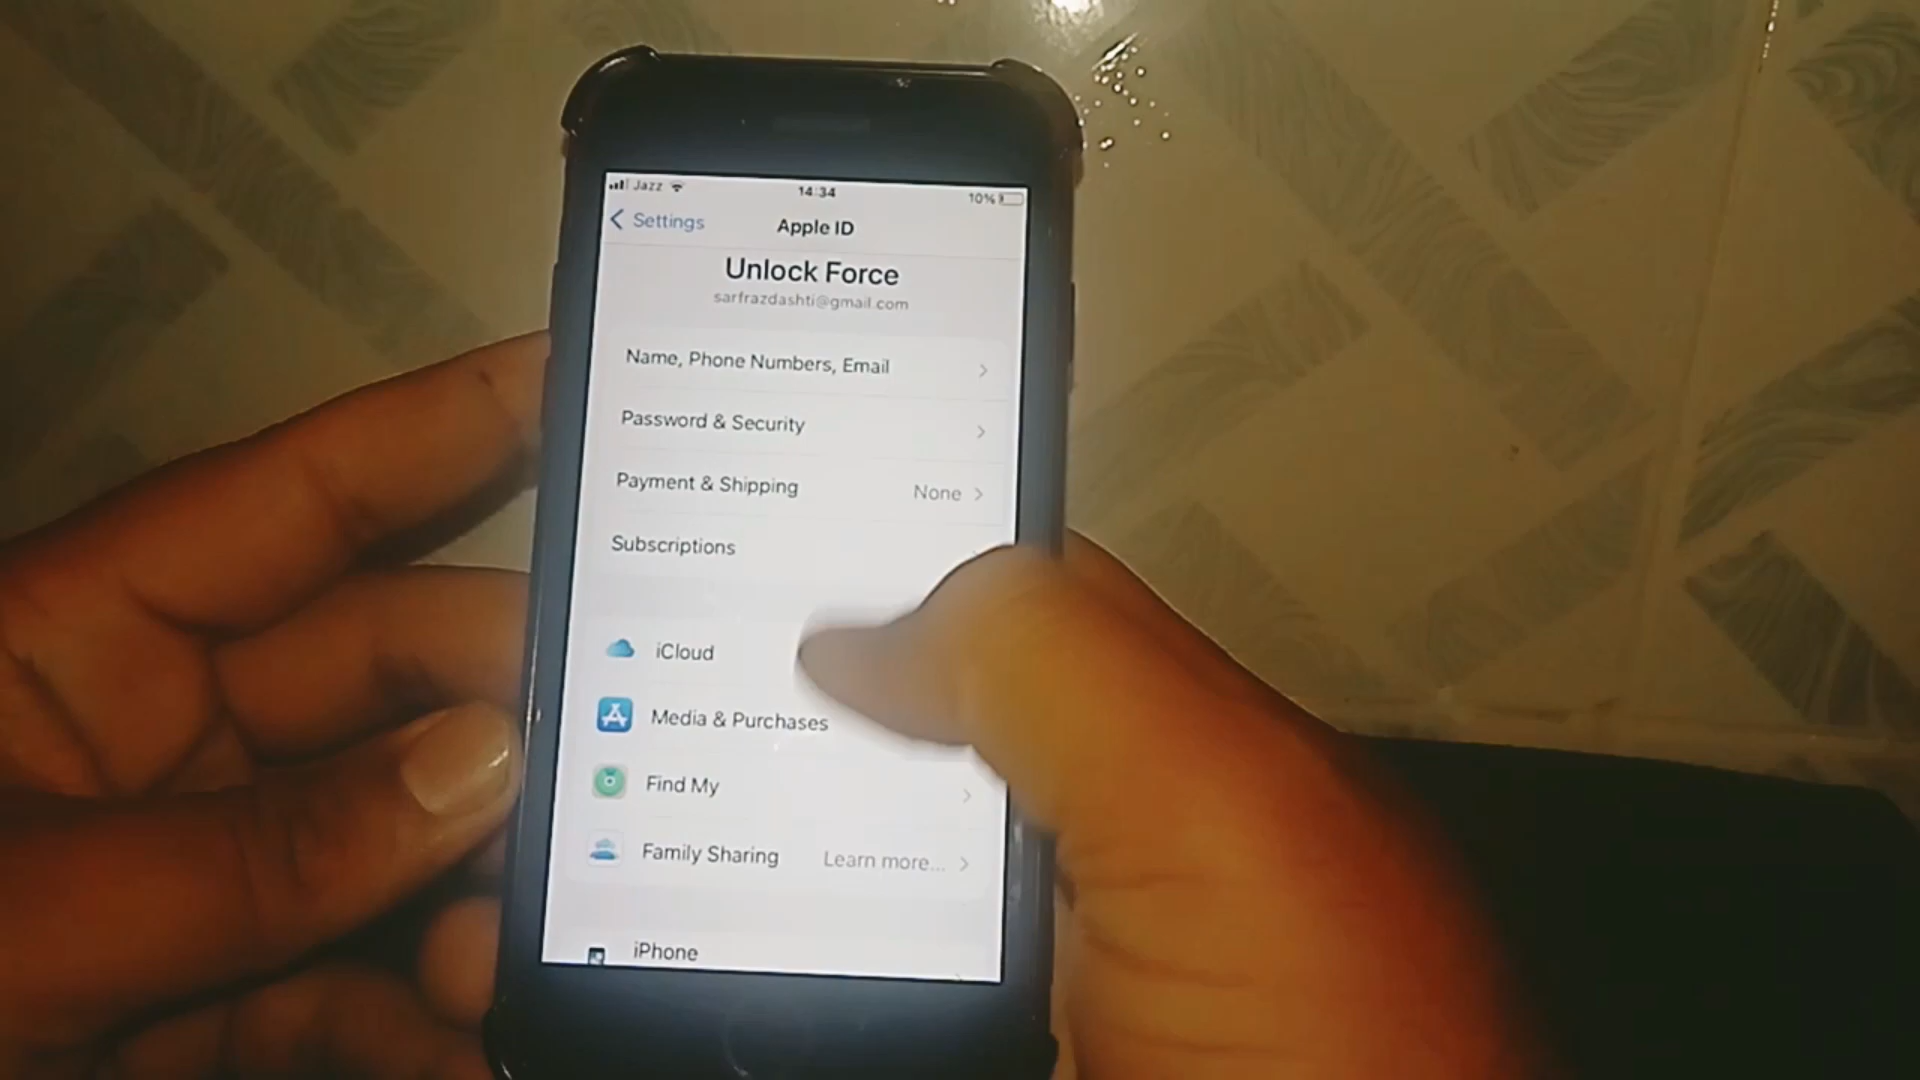 Jazz 14:34 10%
Settings Apple ID
Unlock Force
sarfrazdashti@gmail.com
Name, Phone Numbers, Email
Password & Security
Payment & Shipping None
Subscriptions
iCloud
Media & Purchases
Find My
Family Sharing Learn more...
iPhone